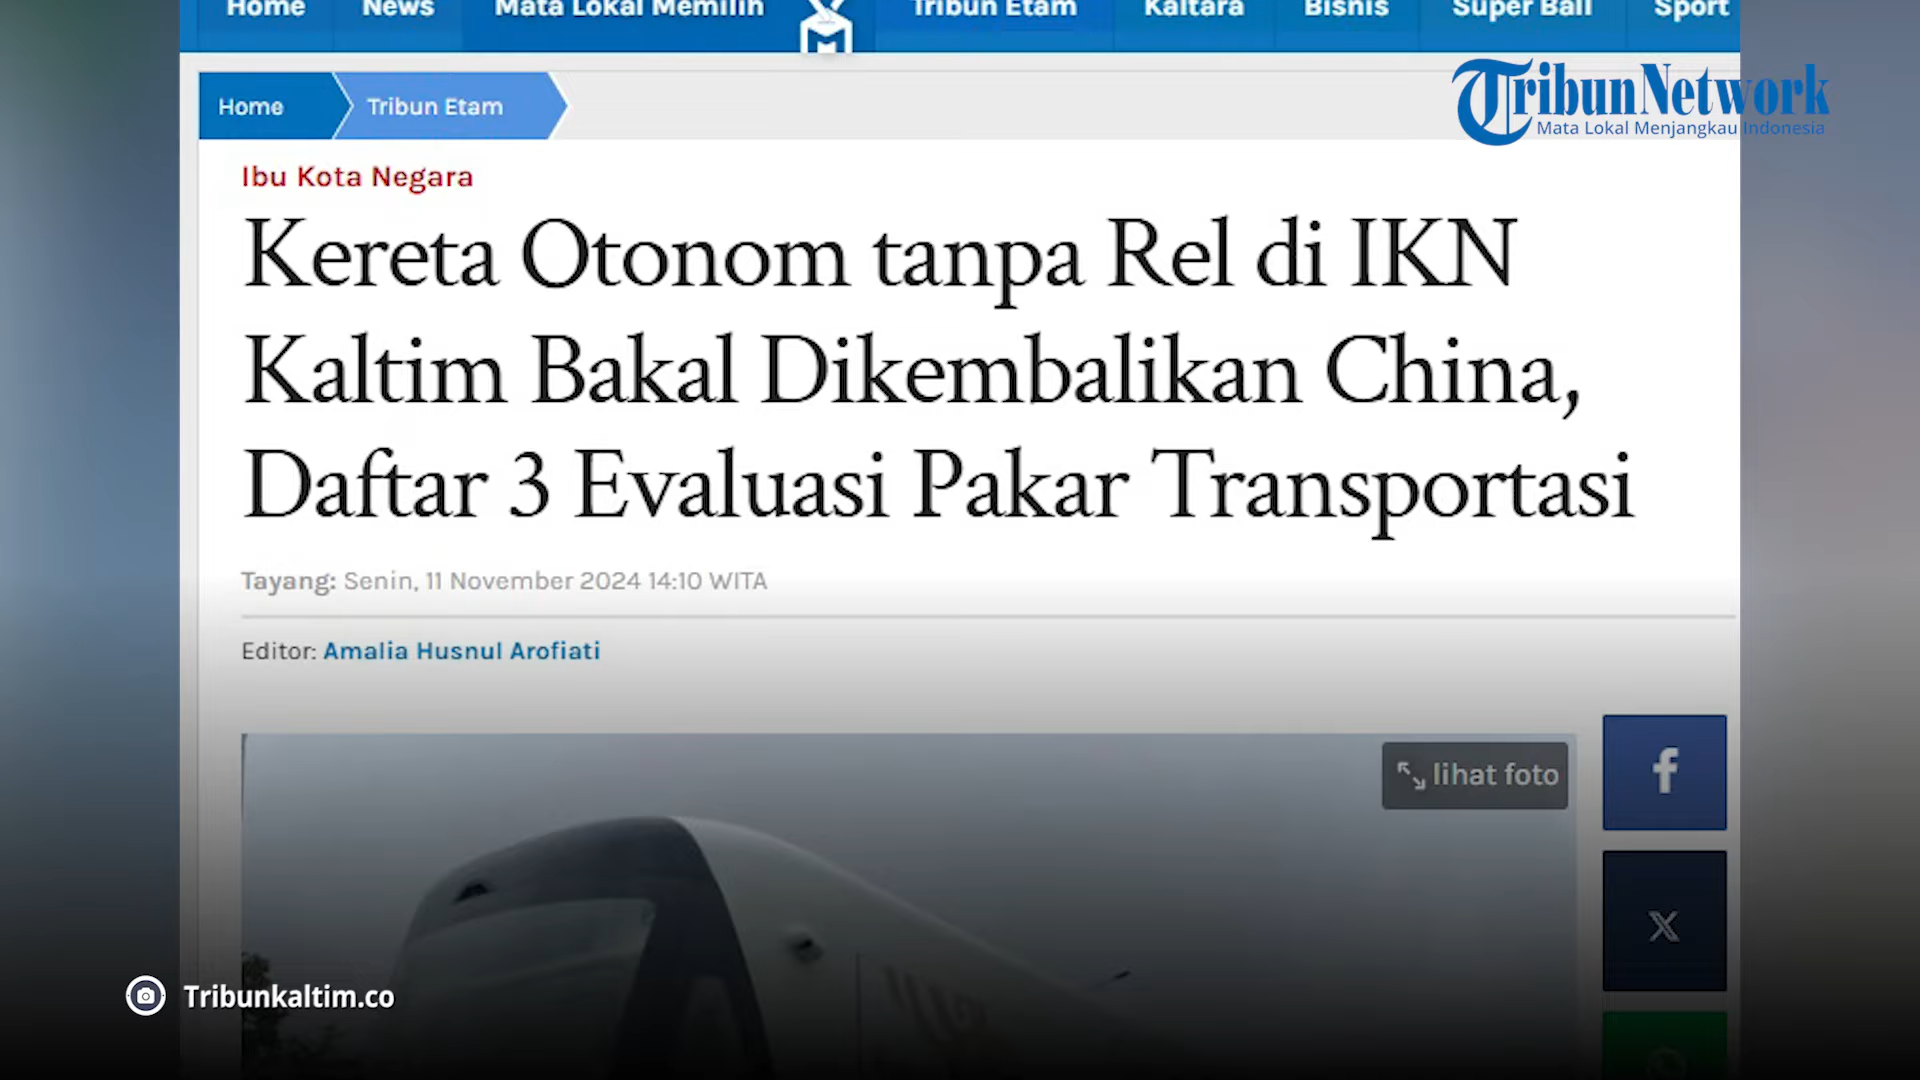 Home News Mata Lokal Memilih Tribun Etam Kaltara Bisnis Super Ball Sport
TribunNetwork
Mata Lokal Menjangkau Indonesia
Home Tribun Etam
Ibu Kota Negara
Kereta Otonom tanpa Rel di IKN
Kaltim Bakal Dikembalikan China,
Daftar 3 Evaluasi Pakar Transportasi
Tayang: Senin, 11 November 2024 14:10 WITA
Editor: Amalia Husnul Arofiati
lihat foto
Tribunkaltim.co